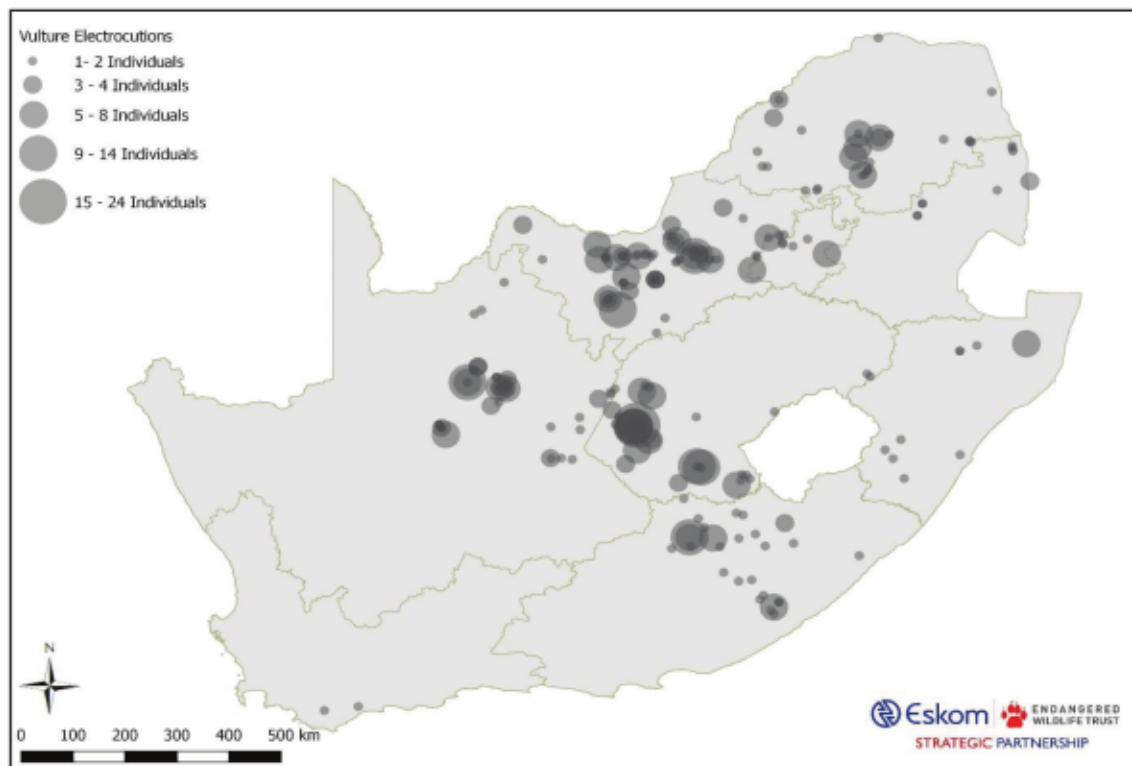 Vulture Electrocutions
1- 2 Individuals
3 - 4 Individuals
5 - 8 Individuals
9 - 14 Individuals
15 - 24 Individuals
N
0 100 200 300 400 500 km
Eskom
ENDANGERED
WILDLIFE TRUST
STRATEGIC PARTNERSHIP